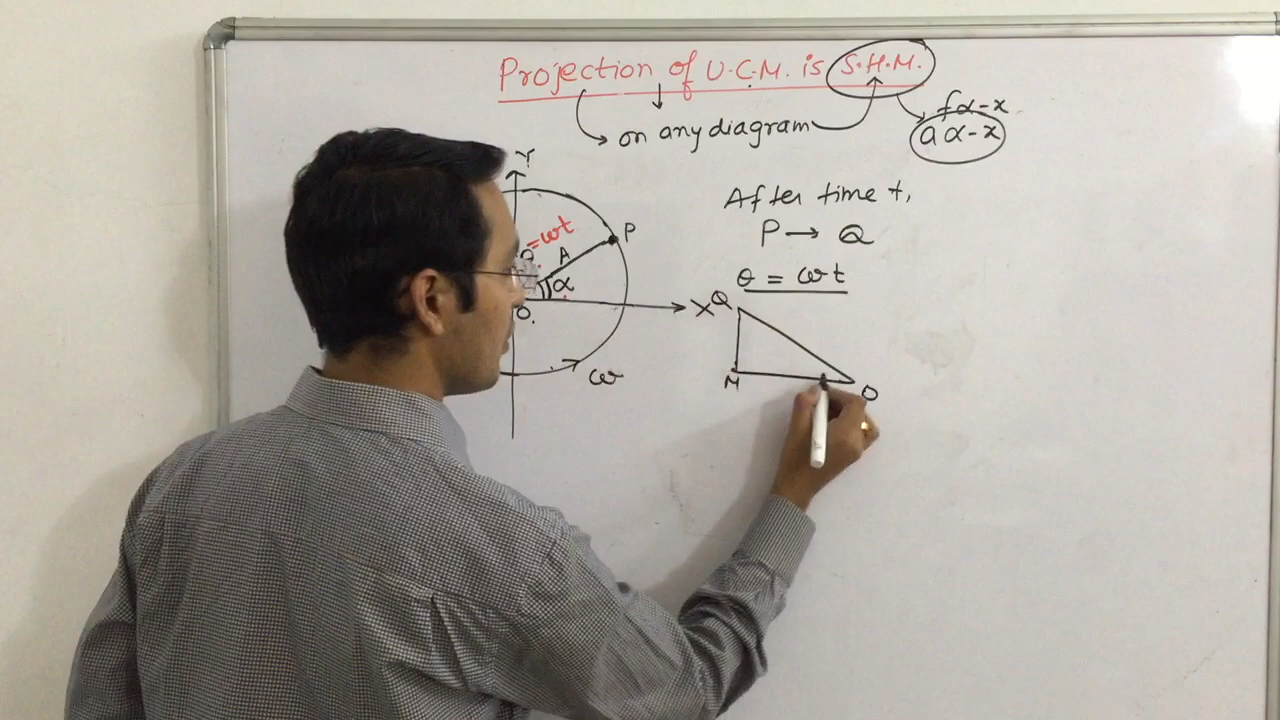 Projection of U.C.M. is S.H.M.
on any diagram
f α - x
a α - x
Y
After time t,
P → Q
P
= ωt
A
α
θ = ωt
X
Q
O
ω
M
O